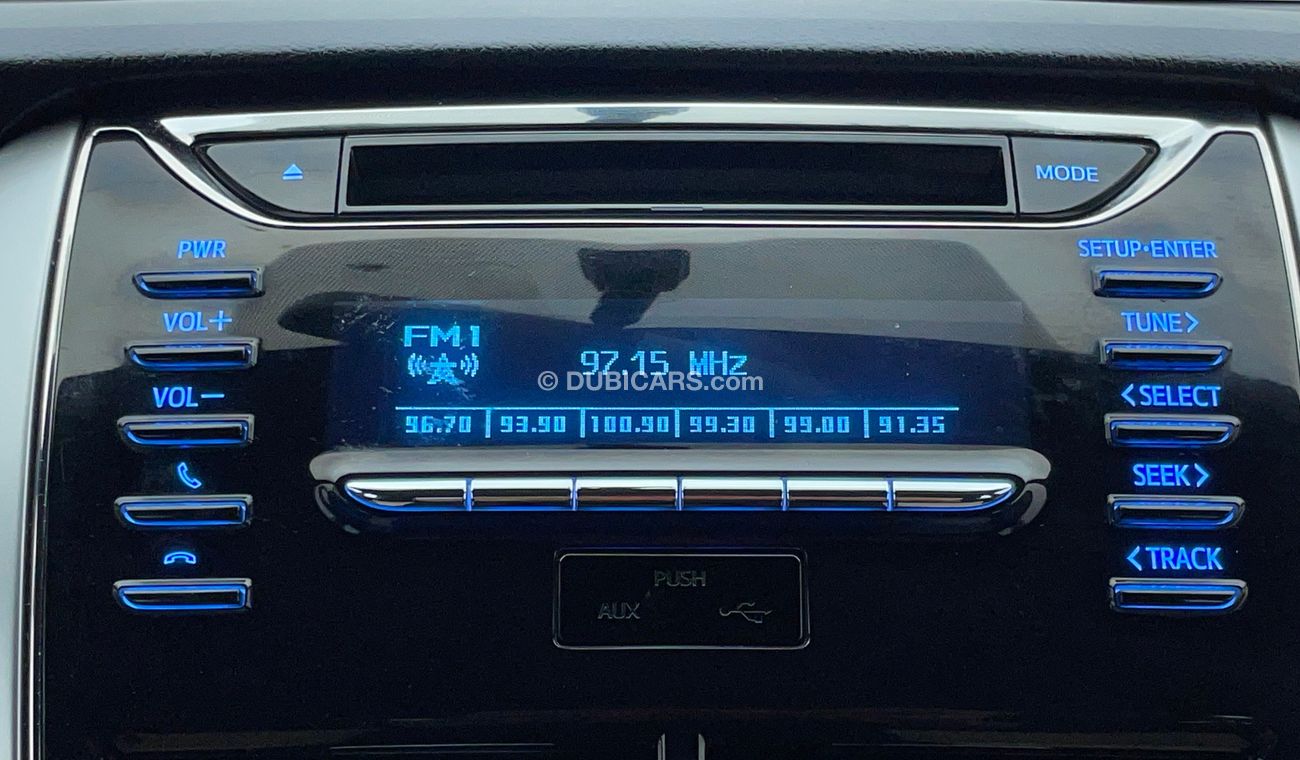 MODE
PWR
SETUP•ENTER
VOL+
TUNE>
FM1
97.15 MHz
© DUBICARS.com
VOL−
<SELECT
96.70 93.90 100.90 99.30 99.00 91.35
SEEK>
<TRACK
PUSH
AUX